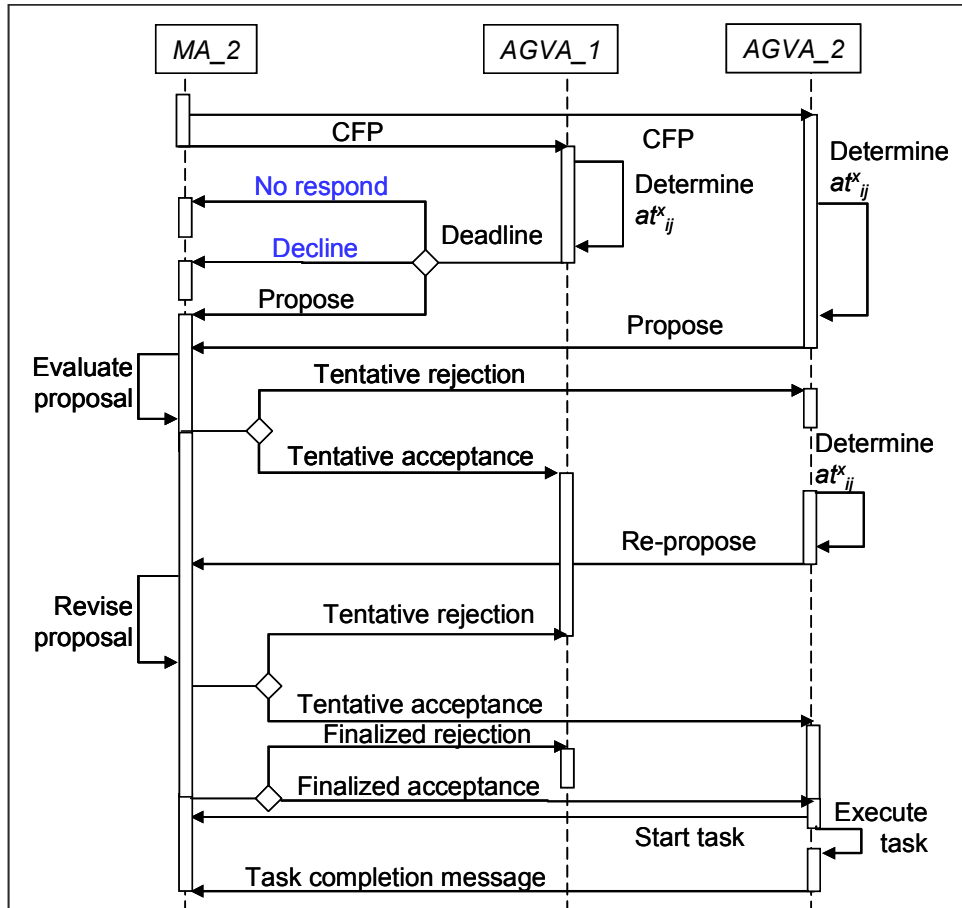 MA_2
AGVA_1
AGVA_2
CFP
CFP
Determine
at^x_ij
Determine
at^x_ij
No respond
Deadline
Decline
Propose
Propose
Evaluate
proposal
Tentative rejection
Tentative acceptance
Determine
at^x_ij
Re-propose
Revise
proposal
Tentative rejection
Tentative acceptance
Finalized rejection
Finalized acceptance
Start task
Execute
task
Task completion message